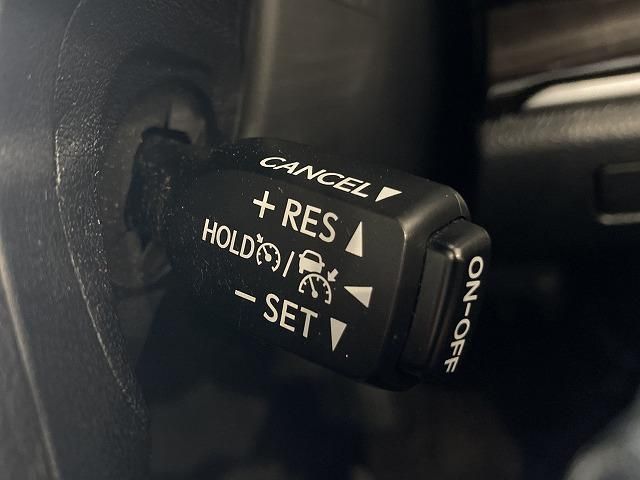 CANCEL
+ RES
HOLD /
- SET
ON-OFF